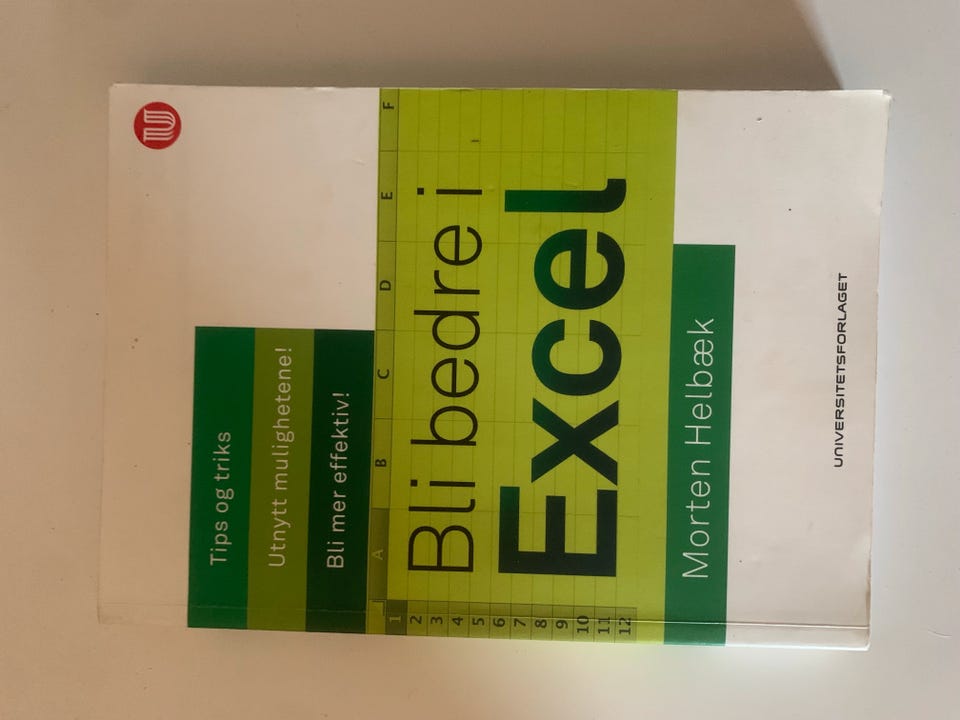 Tips og triks
Utnytt mulighetene!
Bli mer effektiv!
A B C D E F
1
2
3
4
5
6
7
8
9
10
11
12
Bli bedre i
Excel
Morten Helbæk
UNIVERSITETSFORLAGET